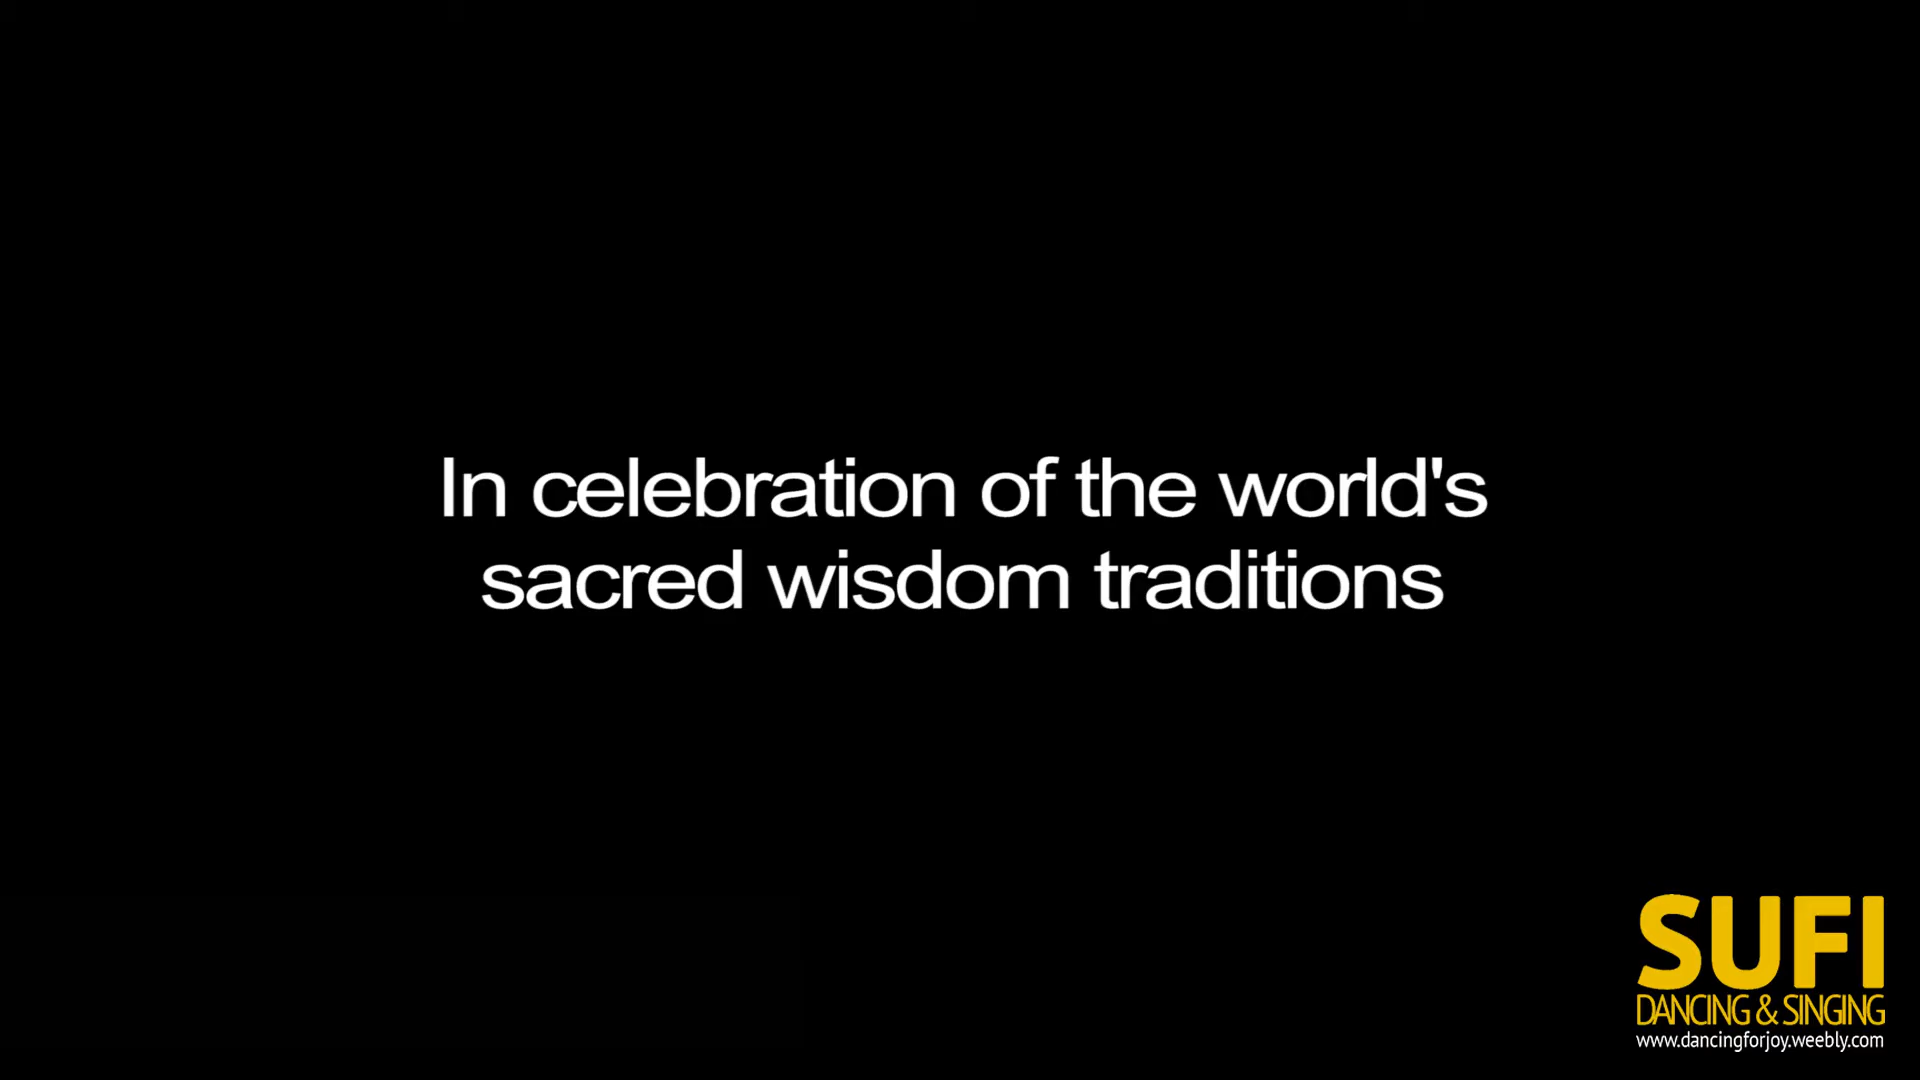 In celebration of the world's
sacred wisdom traditions
SUFI
DANCING & SINGING
www.dancingforjoy.weebly.com